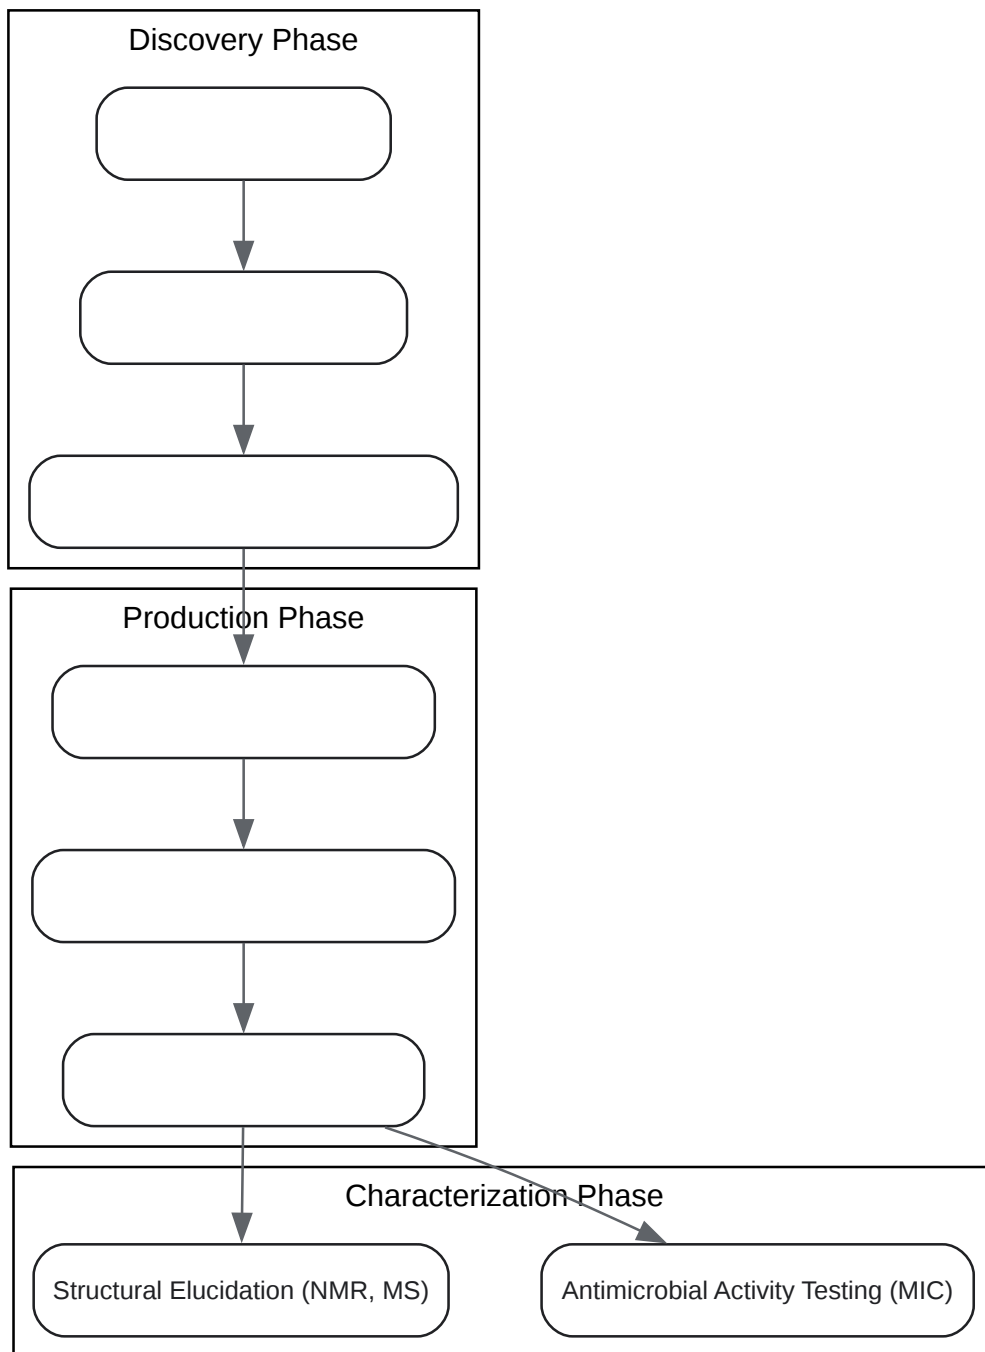 Discovery Phase
Production Phase
Characterization Phase
Structural Elucidation (NMR, MS)
Antimicrobial Activity Testing (MIC)